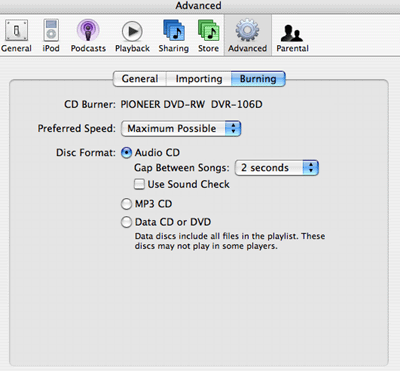 Advanced
General iPod Podcasts Playback Sharing Store Advanced Parental
General Importing Burning
CD Burner: PIONEER DVD-RW DVR-106D
Preferred Speed: Maximum Possible
Disc Format: Audio CD
Gap Between Songs: 2 seconds
Use Sound Check
MP3 CD
Data CD or DVD
Data discs include all files in the playlist. These
discs may not play in some players.